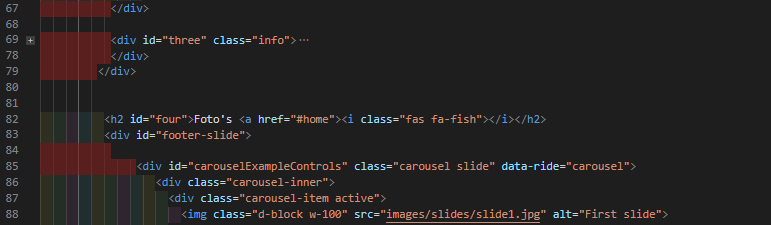 67 </div>
68
69 <div id="three" class="info">…
78 </div>
79 </div>
80
81
82 <h2 id="four">Foto's <a href="#home"><i class="fas fa-fish"></i></h2>
83 <div id="footer-slide">
84
85 <div id="carouselExampleControls" class="carousel slide" data-ride="carousel">
86 <div class="carousel-inner">
87 <div class="carousel-item active">
88 <img class="d-block w-100" src="images/slides/slide1.jpg" alt="First slide">